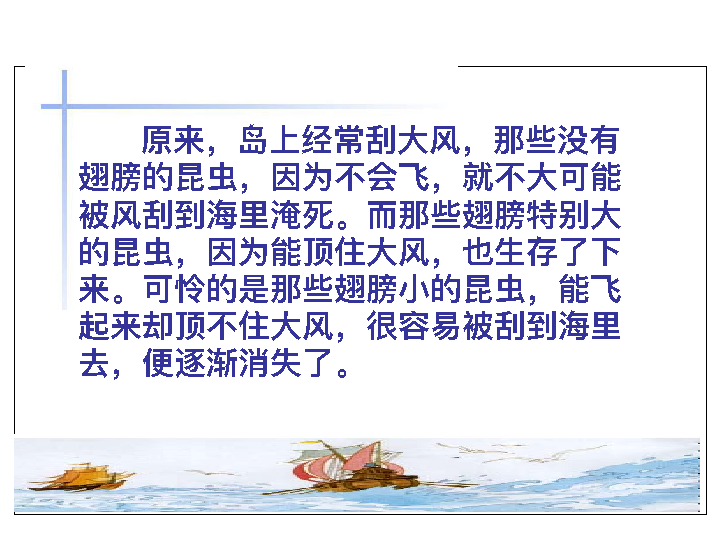 原来，岛上经常刮大风，那些没有
翅膀的昆虫，因为不会飞，就不大可能
被风刮到海里淹死。而那些翅膀特别大
的昆虫，因为能顶住大风，也生存了下
来。可怜的是那些翅膀小的昆虫，能飞
起来却顶不住大风，很容易被刮到海里
去，便逐渐消失了。